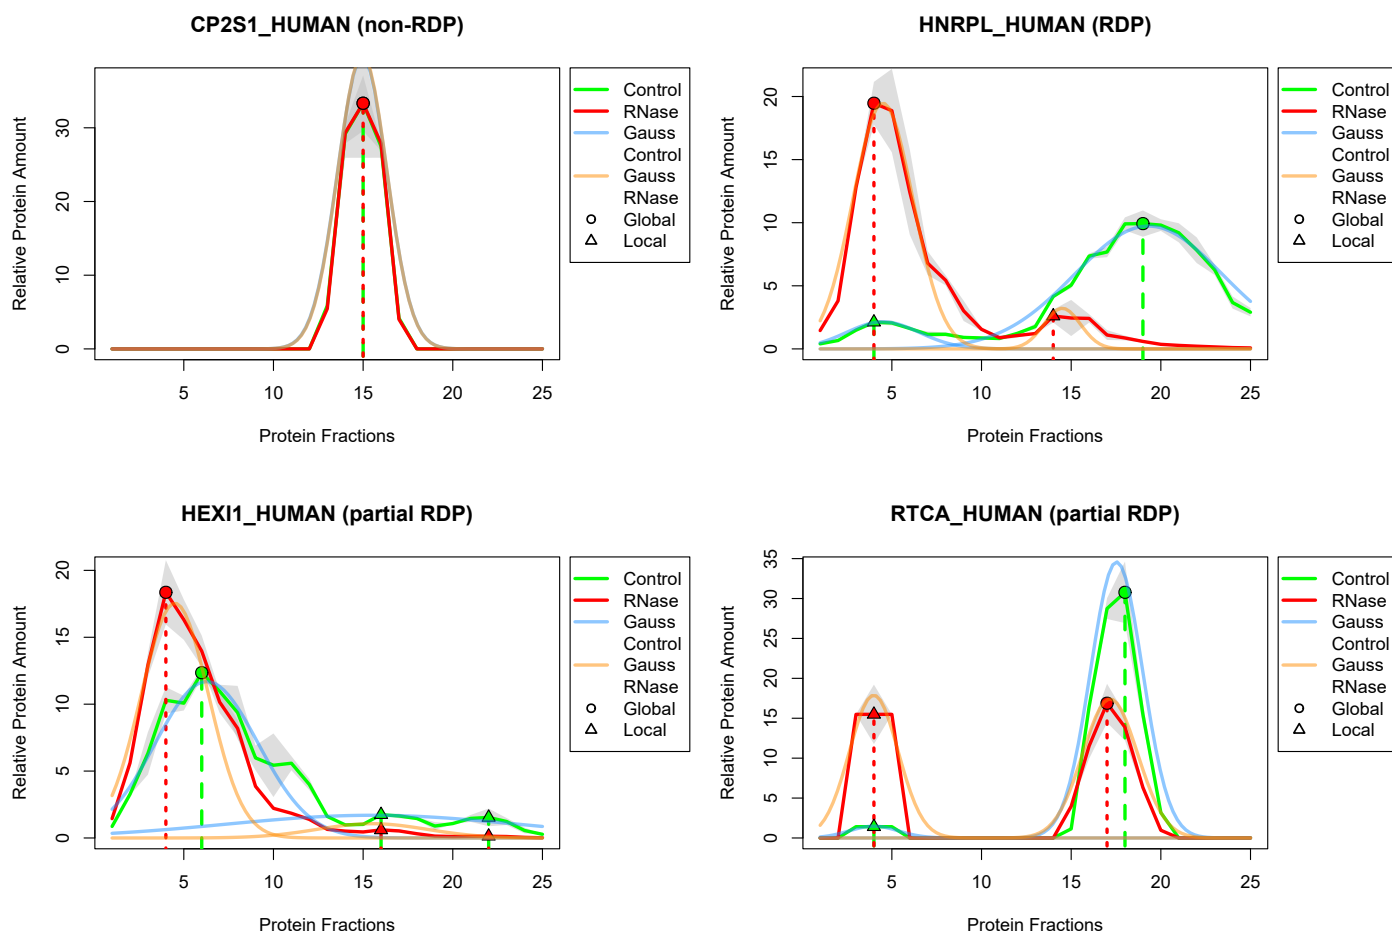 CP2S1_HUMAN (non-RDP)
Relative Protein Amount
30
20
10
0
5
10
15
20
25
Protein Fractions
Control
RNase
Gauss
Control
Gauss
RNase
Global
Local
HNRPL_HUMAN (RDP)
Relative Protein Amount
20
15
10
5
0
5
10
15
20
25
Protein Fractions
Control
RNase
Gauss
Control
Gauss
RNase
Global
Local
HEXI1_HUMAN (partial RDP)
Relative Protein Amount
20
15
10
5
0
5
10
15
20
25
Protein Fractions
Control
RNase
Gauss
Control
Gauss
RNase
Global
Local
RTCA_HUMAN (partial RDP)
Relative Protein Amount
35
30
25
20
15
10
5
0
5
10
15
20
25
Protein Fractions
Control
RNase
Gauss
Control
Gauss
RNase
Global
Local